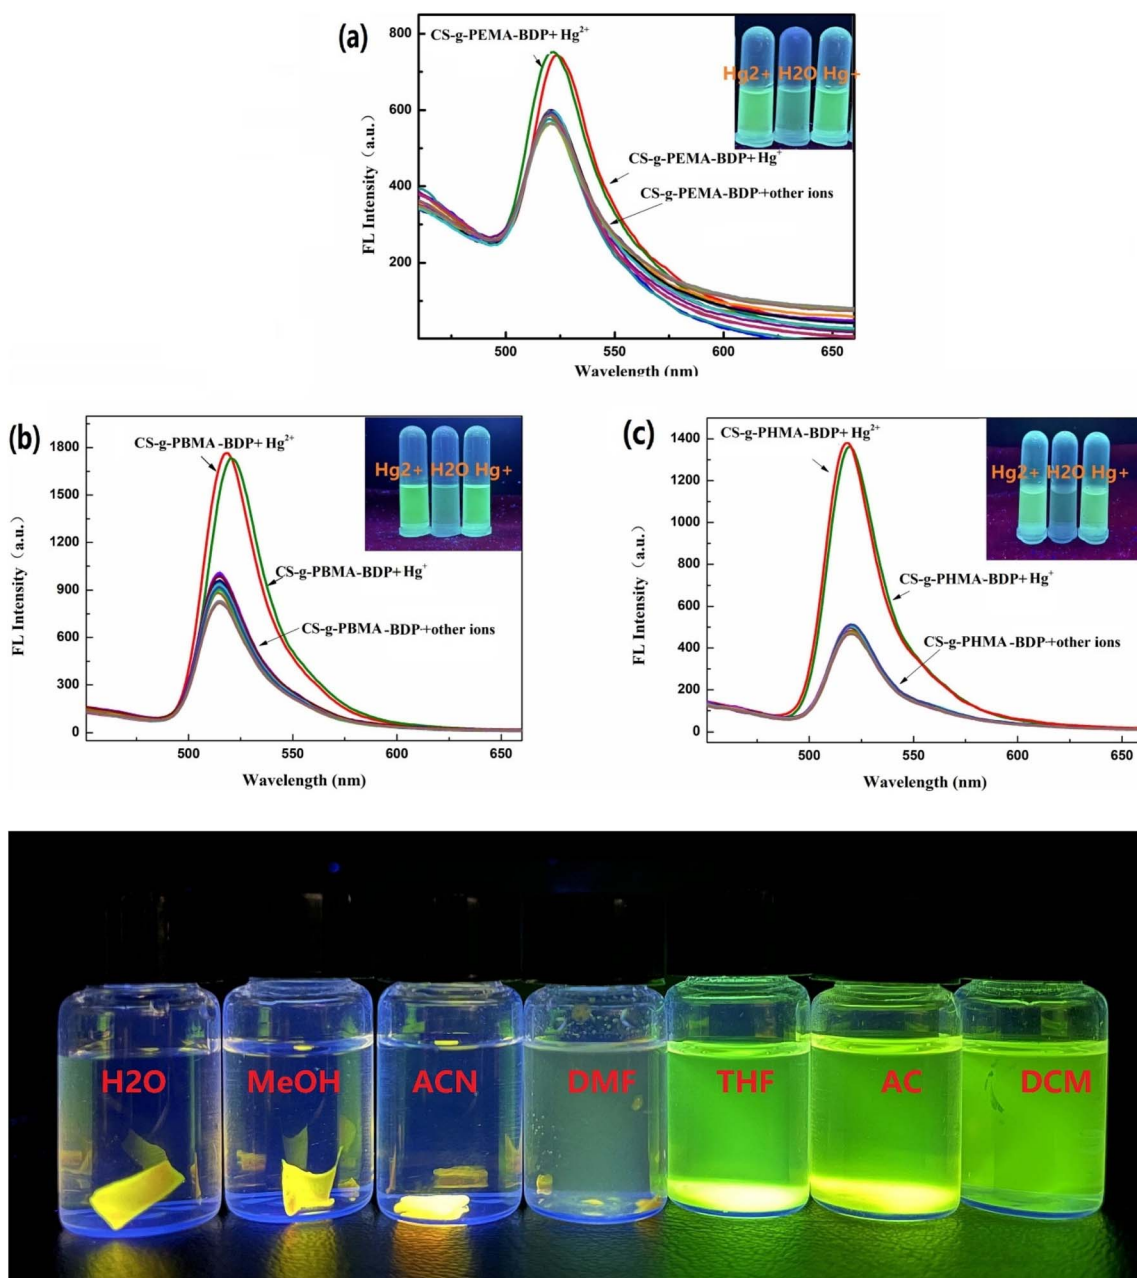 (a)
CS-g-PEMA-BDP+ Hg²⁺
Hg2+ H2O Hg+
CS-g-PEMA-BDP+ Hg⁺
CS-g-PEMA-BDP+other ions
FL Intensity (a.u.)
800
600
400
200
500
550
600
650
Wavelength (nm)
(b)
CS-g-PBMA-BDP+ Hg²⁺
Hg2+ H2O Hg+
CS-g-PBMA-BDP+ Hg⁺
CS-g-PBMA-BDP+other ions
FL Intensity (a.u.)
1800
1500
1200
900
600
300
0
500
550
600
650
Wavelength (nm)
(c)
CS-g-PHMA-BDP+ Hg²⁺
Hg2+ H2O Hg+
CS-g-PHMA-BDP+ Hg⁺
CS-g-PHMA-BDP+other ions
FL Intensity (a.u.)
1400
1200
1000
800
600
400
200
0
500
550
600
650
Wavelength (nm)
H2O MeOH ACN DMF THF AC DCM